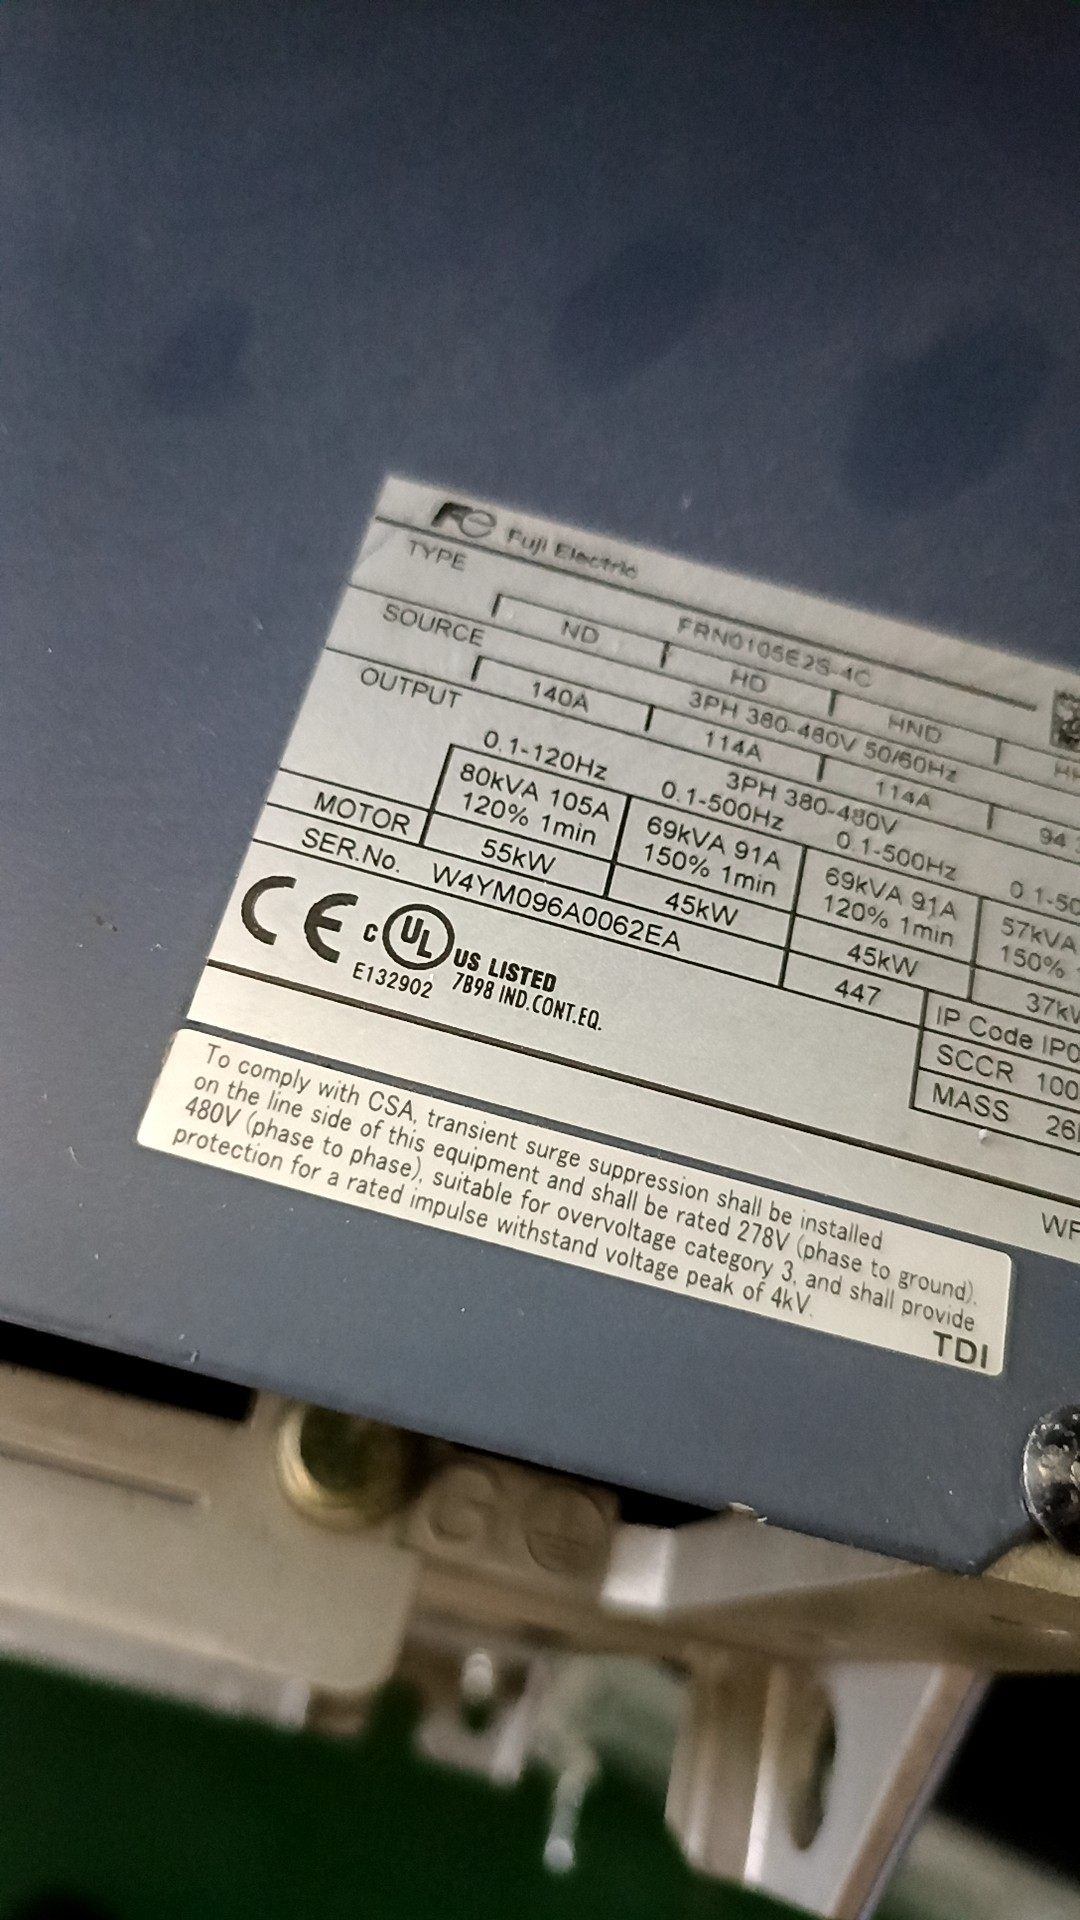 Fe Fuji Electric
TYPE FRN0105E2S-4C
ND HD HND
SOURCE 3PH 380-480V 50/60Hz
140A 114A 114A 94
OUTPUT 3PH 380-480V
0.1-120Hz 0.1-500Hz 0.1-500Hz
80kVA 105A 69kVA 91A 69kVA 91A 57kVA
120% 1min 150% 1min 120% 1min 150%
MOTOR 55kW 45kW 45kW
SER.No. W4YM096A0062EA 447
IP Code
SCCR
MASS
CE C UL US LISTED
E132902 7B98 IND.CONT.EQ.
To comply with CSA, transient surge suppression shall be installed
on the line side of this equipment and shall be rated 278V (phase to ground),
480V (phase to phase), suitable for overvoltage category 3, and shall provide
protection for a rated impulse withstand voltage peak of 4kV.
TDI